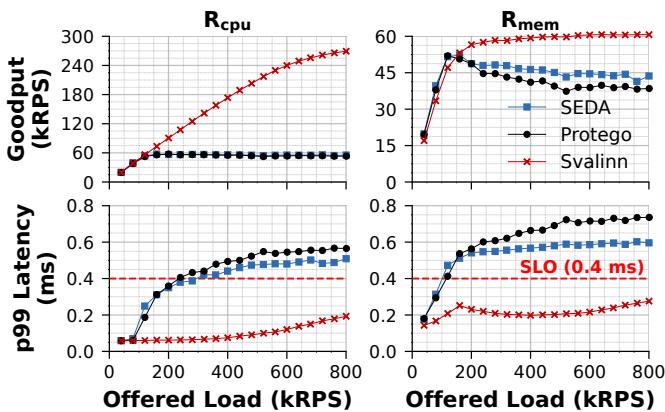 R_cpu
R_mem
Goodput
(kRPS)
300
240
180
120
60
0
60
45
30
15
0
SEDA
Protego
Svalinn
p99 Latency
(ms)
0.8
0.6
0.4
0.2
0.0
0.8
0.6
0.4
0.2
0.0
SLO (0.4 ms)
0 200 400 600 800
0 200 400 600 800
Offered Load (kRPS)
Offered Load (kRPS)